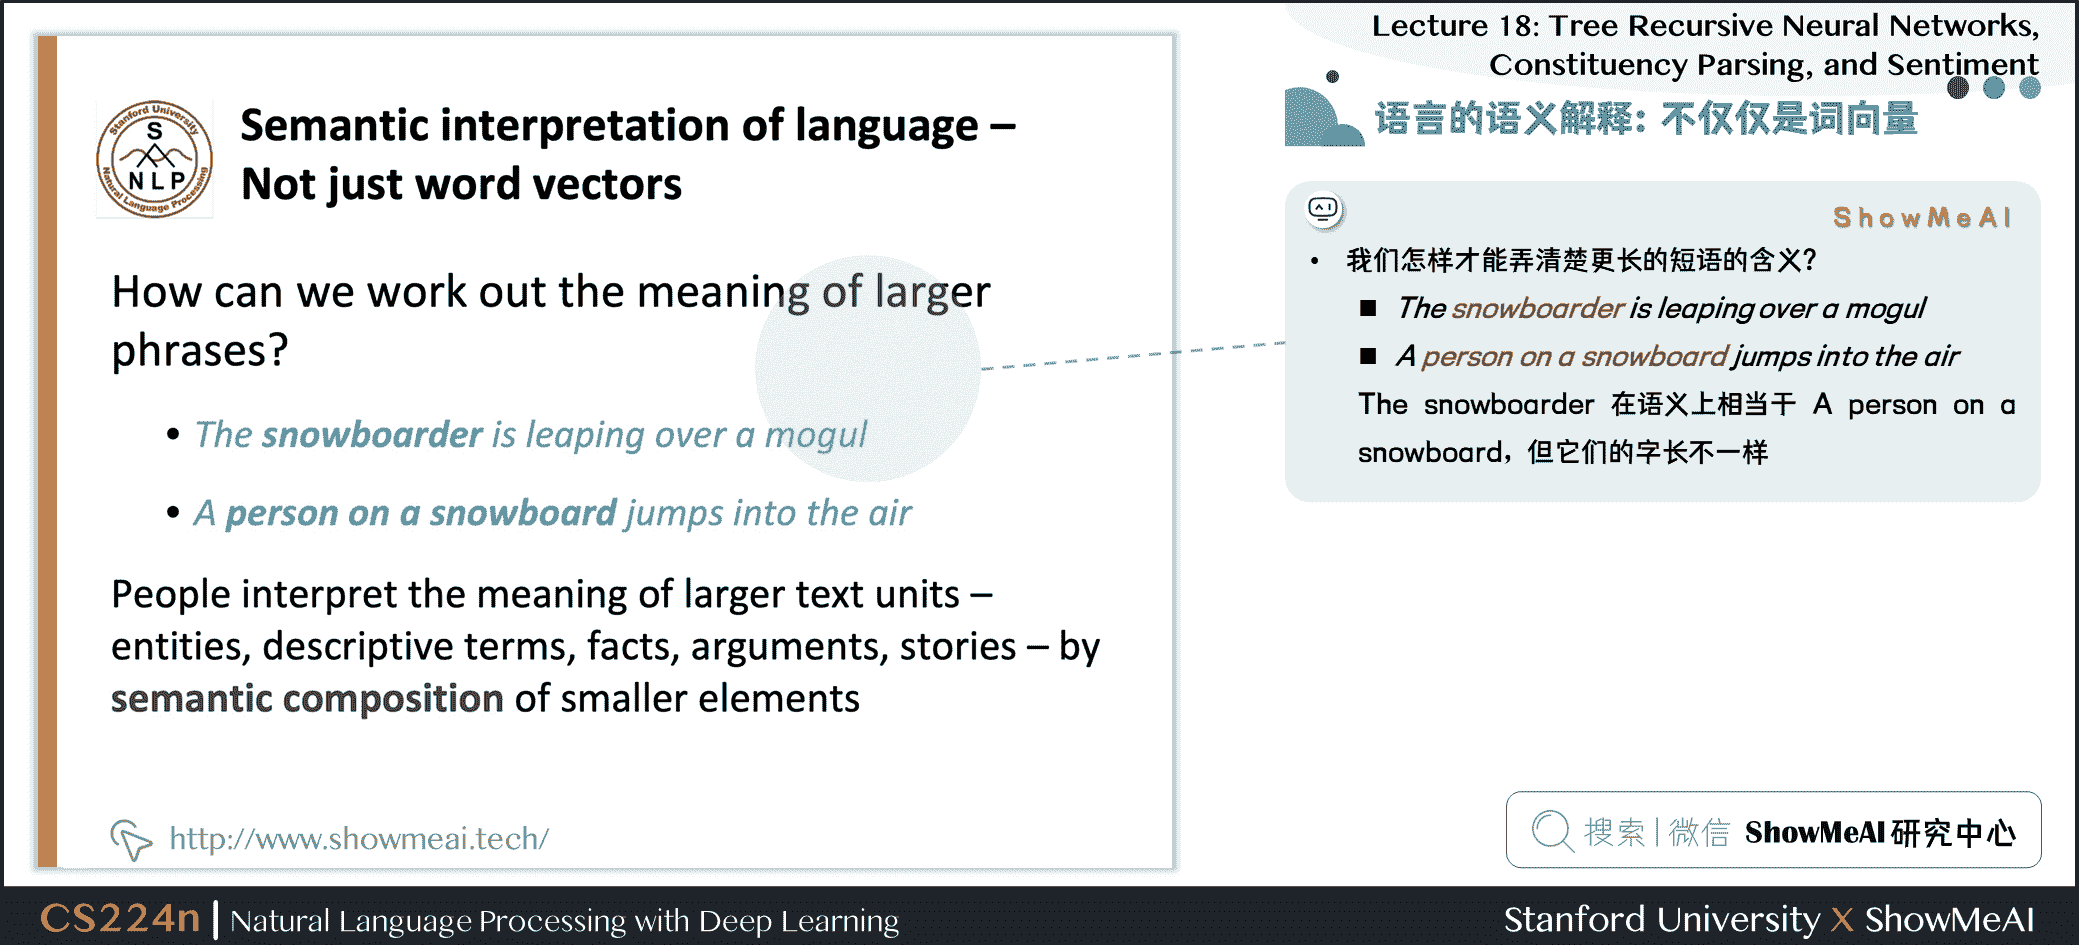 Lecture 18: Tree Recursive Neural Networks,
Constituency Parsing, and Sentiment
语言的语义解释: 不仅仅是词向量
Stanford University
S
NLP
Natural Language Processing
Semantic interpretation of language –
Not just word vectors
How can we work out the meaning of larger
phrases?
• The snowboarder is leaping over a mogul
• A person on a snowboard jumps into the air
People interpret the meaning of larger text units –
entities, descriptive terms, facts, arguments, stories – by
semantic composition of smaller elements
http://www.showmeai.tech/
ShowMeAI
• 我们怎样才能弄清楚更长的短语的含义?
■ The snowboarder is leaping over a mogul
■ A person on a snowboard jumps into the air
The snowboarder 在语义上相当于 A person on a
snowboard，但它们的字长不一样
搜索 | 微信 ShowMeAI 研究中心
CS224n | Natural Language Processing with Deep Learning
Stanford University X ShowMeAI